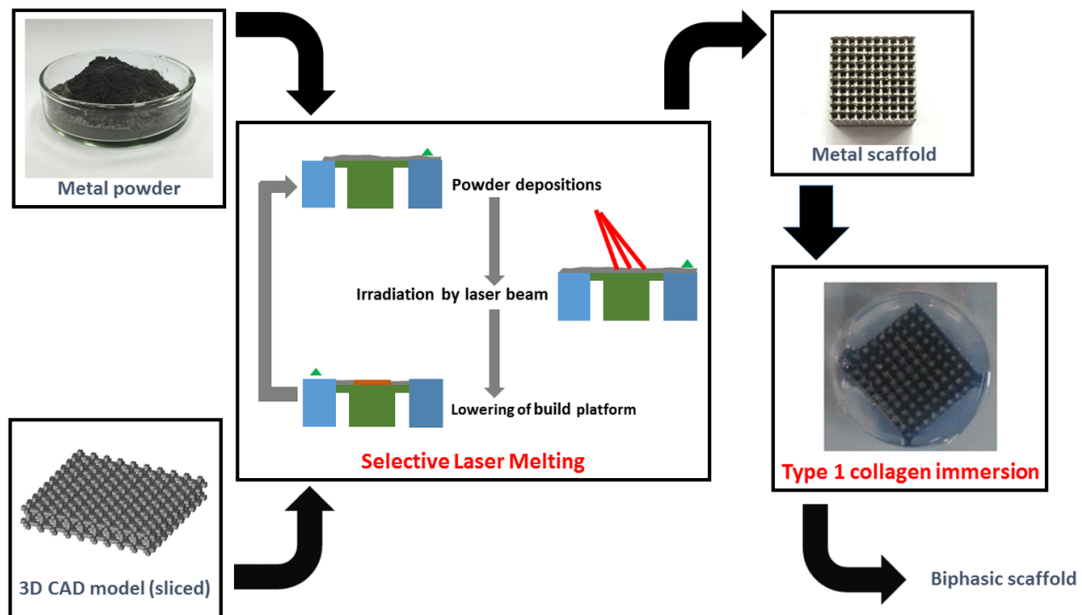 Metal powder
Powder depositions
Irradiation by laser beam
Lowering of build platform
Selective Laser Melting
3D CAD model (sliced)
Metal scaffold
Type 1 collagen immersion
Biphasic scaffold